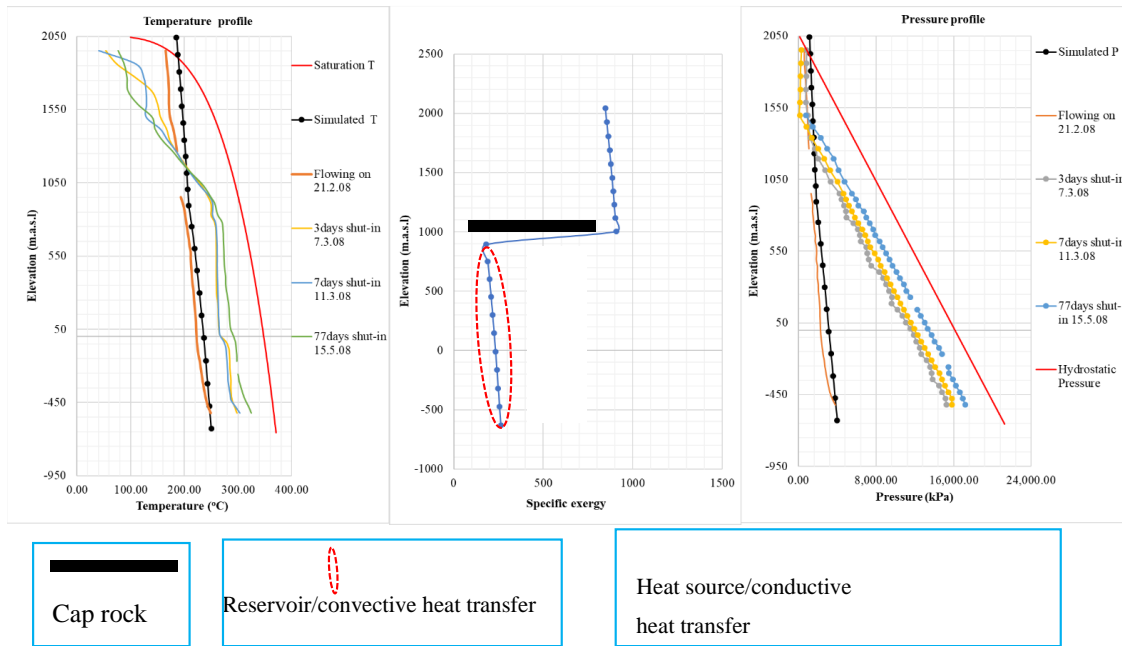 Temperature profile
2050
1550
1050
550
50
-450
-950
Elevation (m.a.s.l)
0.00 100.00 200.00 300.00 400.00
Temperature (°C)
Saturation T
Simulated T
Flowing on
21.2.08
3days shut-in
7.3.08
7days shut-in
11.3.08
77days shut-in
15.5.08
2500
2000
1500
1000
500
0
-500
-1000
Elevation (m.a.s.l)
0 500 1000 1500
Specific exergy
Pressure profile
2050
1550
1050
550
50
-450
-950
Elevation (m.a.s.l)
0.00 8,000.00 16,000.00 24,000.00
Pressure (kPa)
Simulated P
Flowing on
21.2.08
3days shut-in
7.3.08
7days shut-in
11.3.08
77days shut-
in 15.5.08
Hydrostatic
Pressure
Cap rock
Reservoir/convective heat transfer
Heat source/conductive
heat transfer